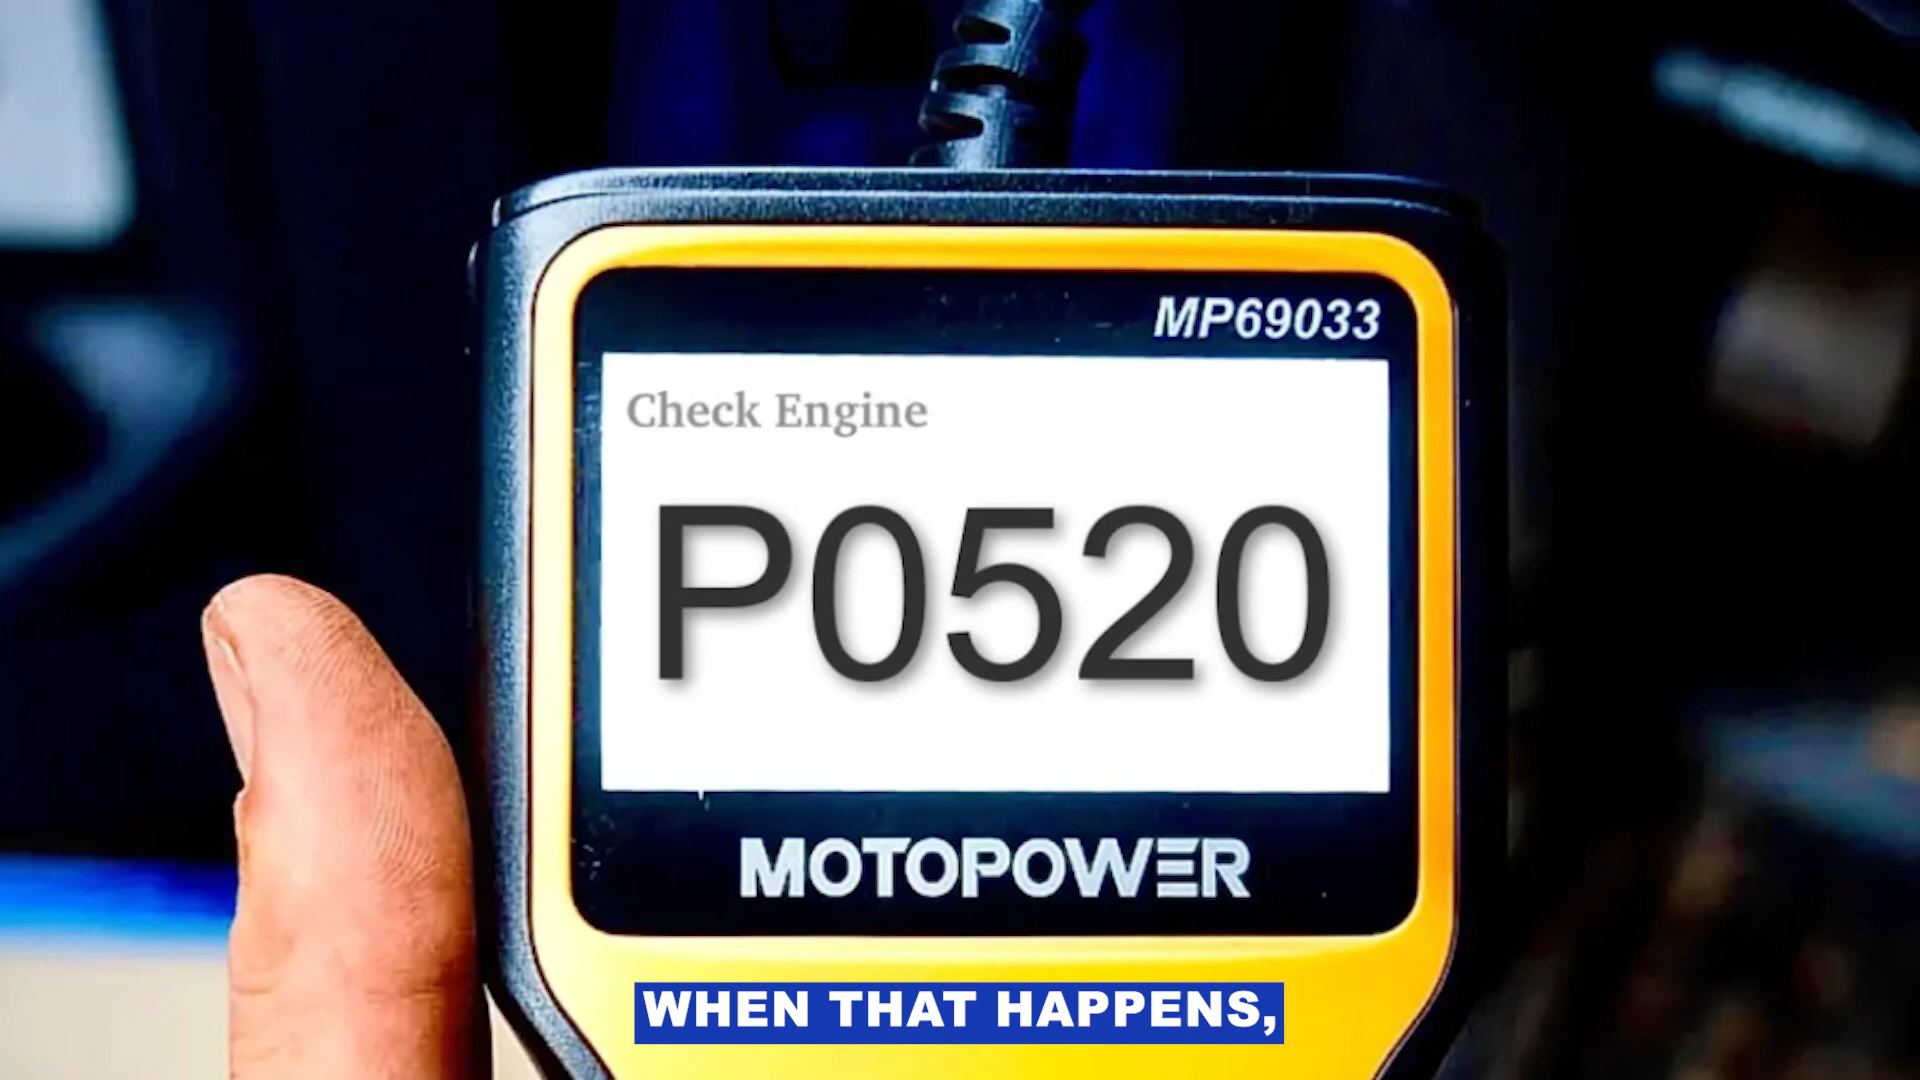 MP69033
Check Engine
P0520
MOTOPOWER
WHEN THAT HAPPENS,